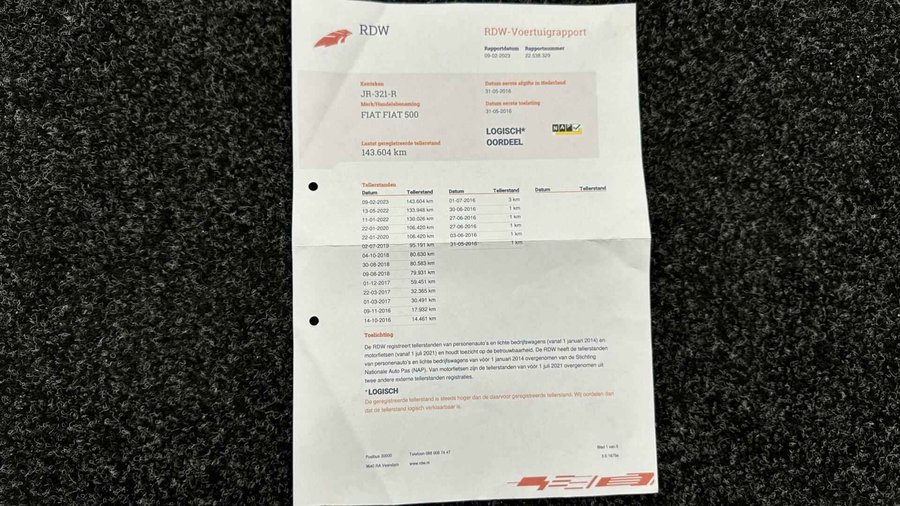 RDW
RDW-Voertuigrapport
Rapportdatum Rapportnummer
09-02-2023 22.538.329
Kenteken
JR-321-R
Merk/Handelsbenaming
FIAT FIAT 500
Laatst geregistreerde tellerstand
143.604 km
Datum eerste afgifte in Nederland
31-05-2016
Datum eerste toelating
31-05-2016
LOGISCH*
OORDEEL
NAP
Tellerstanden
Datum Tellerstand Datum Tellerstand Datum Tellerstand
09-02-2023 143.604 km 01-07-2016 3 km
13-05-2022 133.948 km 30-06-2016 1 km
11-01-2022 130.026 km 27-06-2016 1 km
22-01-2020 106.420 km 27-06-2016 1 km
22-01-2020 106.420 km 03-06-2016 1 km
02-07-2019 95.191 km 31-05-2016 1 km
04-10-2018 80.630 km
30-08-2018 80.583 km
09-08-2018 79.931 km
01-12-2017 59.451 km
22-03-2017 32.365 km
01-03-2017 30.491 km
09-11-2016 17.932 km
14-10-2016 14.461 km
Toelichting
De RDW registreert tellerstanden van personenauto's en lichte bedrijfswagens (vanaf 1 januari 2014) en
motorfietsen (vanaf 1 juli 2021) en houdt toezicht op de betrouwbaarheid. De RDW heeft de tellerstanden
van personenauto's en lichte bedrijfswagens van vóór 1 januari 2014 overgenomen van de Stichting
Nationale Auto Pas (NAP). Van motorfietsen zijn de tellerstanden van vóór 1 juli 2021 overgenomen uit
twee andere externe tellerstanden registraties.
*LOGISCH
De geregistreerde tellerstand is steeds hoger dan de daarvoor geregistreerde tellerstand. Wij oordelen dan
dat de tellerstand logisch verklaarbaar is.
Postbus 30000 Telefoon 088 008 74 47
9640 RA Veendam www.rdw.nl
Blad 1 van